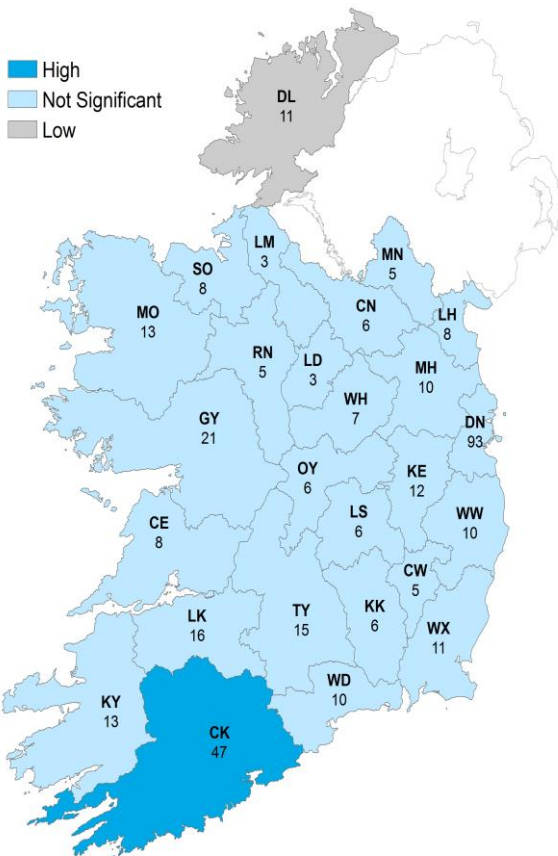 High
Not Significant
Low
DL
11
LM
3
MN
5
SO
8
CN
6
LH
8
MO
13
RN
5
LD
3
MH
10
WH
7
GY
21
DN
93
OY
6
KE
12
LS
6
WW
10
CE
8
CW
5
LK
16
TY
15
KK
6
WX
11
KY
13
WD
10
CK
47